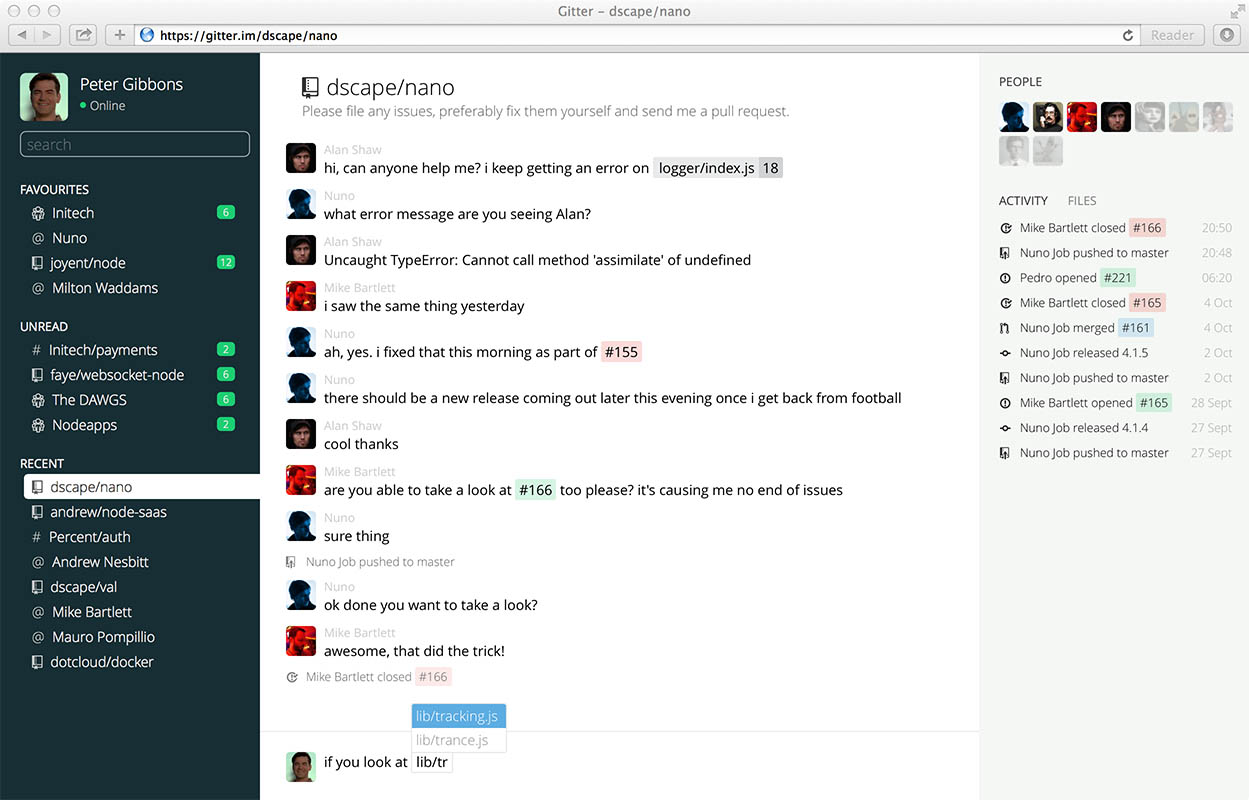 Gitter – dscape/nano
https://gitter.im/dscape/nano
Reader
Peter Gibbons
Online
search
FAVOURITES
Initech 6
@ Nuno
joyent/node 12
@ Milton Waddams
UNREAD
# Initech/payments 2
faye/websocket-node 6
The DAWGS 6
Nodeapps 2
RECENT
dscape/nano
andrew/node-saas
# Percent/auth
@ Andrew Nesbitt
dscape/val
@ Mike Bartlett
@ Mauro Pompillio
dotcloud/docker
dscape/nano
Please file any issues, preferably fix them yourself and send me a pull request.
Alan Shaw
hi, can anyone help me? i keep getting an error on logger/index.js 18
Nuno
what error message are you seeing Alan?
Alan Shaw
Uncaught TypeError: Cannot call method 'assimilate' of undefined
Mike Bartlett
i saw the same thing yesterday
Nuno
ah, yes. i fixed that this morning as part of #155
Nuno
there should be a new release coming out later this evening once i get back from football
Alan Shaw
cool thanks
Mike Bartlett
are you able to take a look at #166 too please? it's causing me no end of issues
Nuno
sure thing
Nuno Job pushed to master
Nuno
ok done you want to take a look?
Mike Bartlett
awesome, that did the trick!
Mike Bartlett closed #166
lib/tracking.js
lib/trance.js
if you look at lib/tr
PEOPLE
ACTIVITY FILES
Mike Bartlett closed #166 20:50
Nuno Job pushed to master 20:48
Pedro opened #221 06:20
Mike Bartlett closed #165 4 Oct
Nuno Job merged #161 4 Oct
Nuno Job released 4.1.5 2 Oct
Nuno Job pushed to master 2 Oct
Mike Bartlett opened #165 28 Sept
Nuno Job released 4.1.4 27 Sept
Nuno Job pushed to master 27 Sept